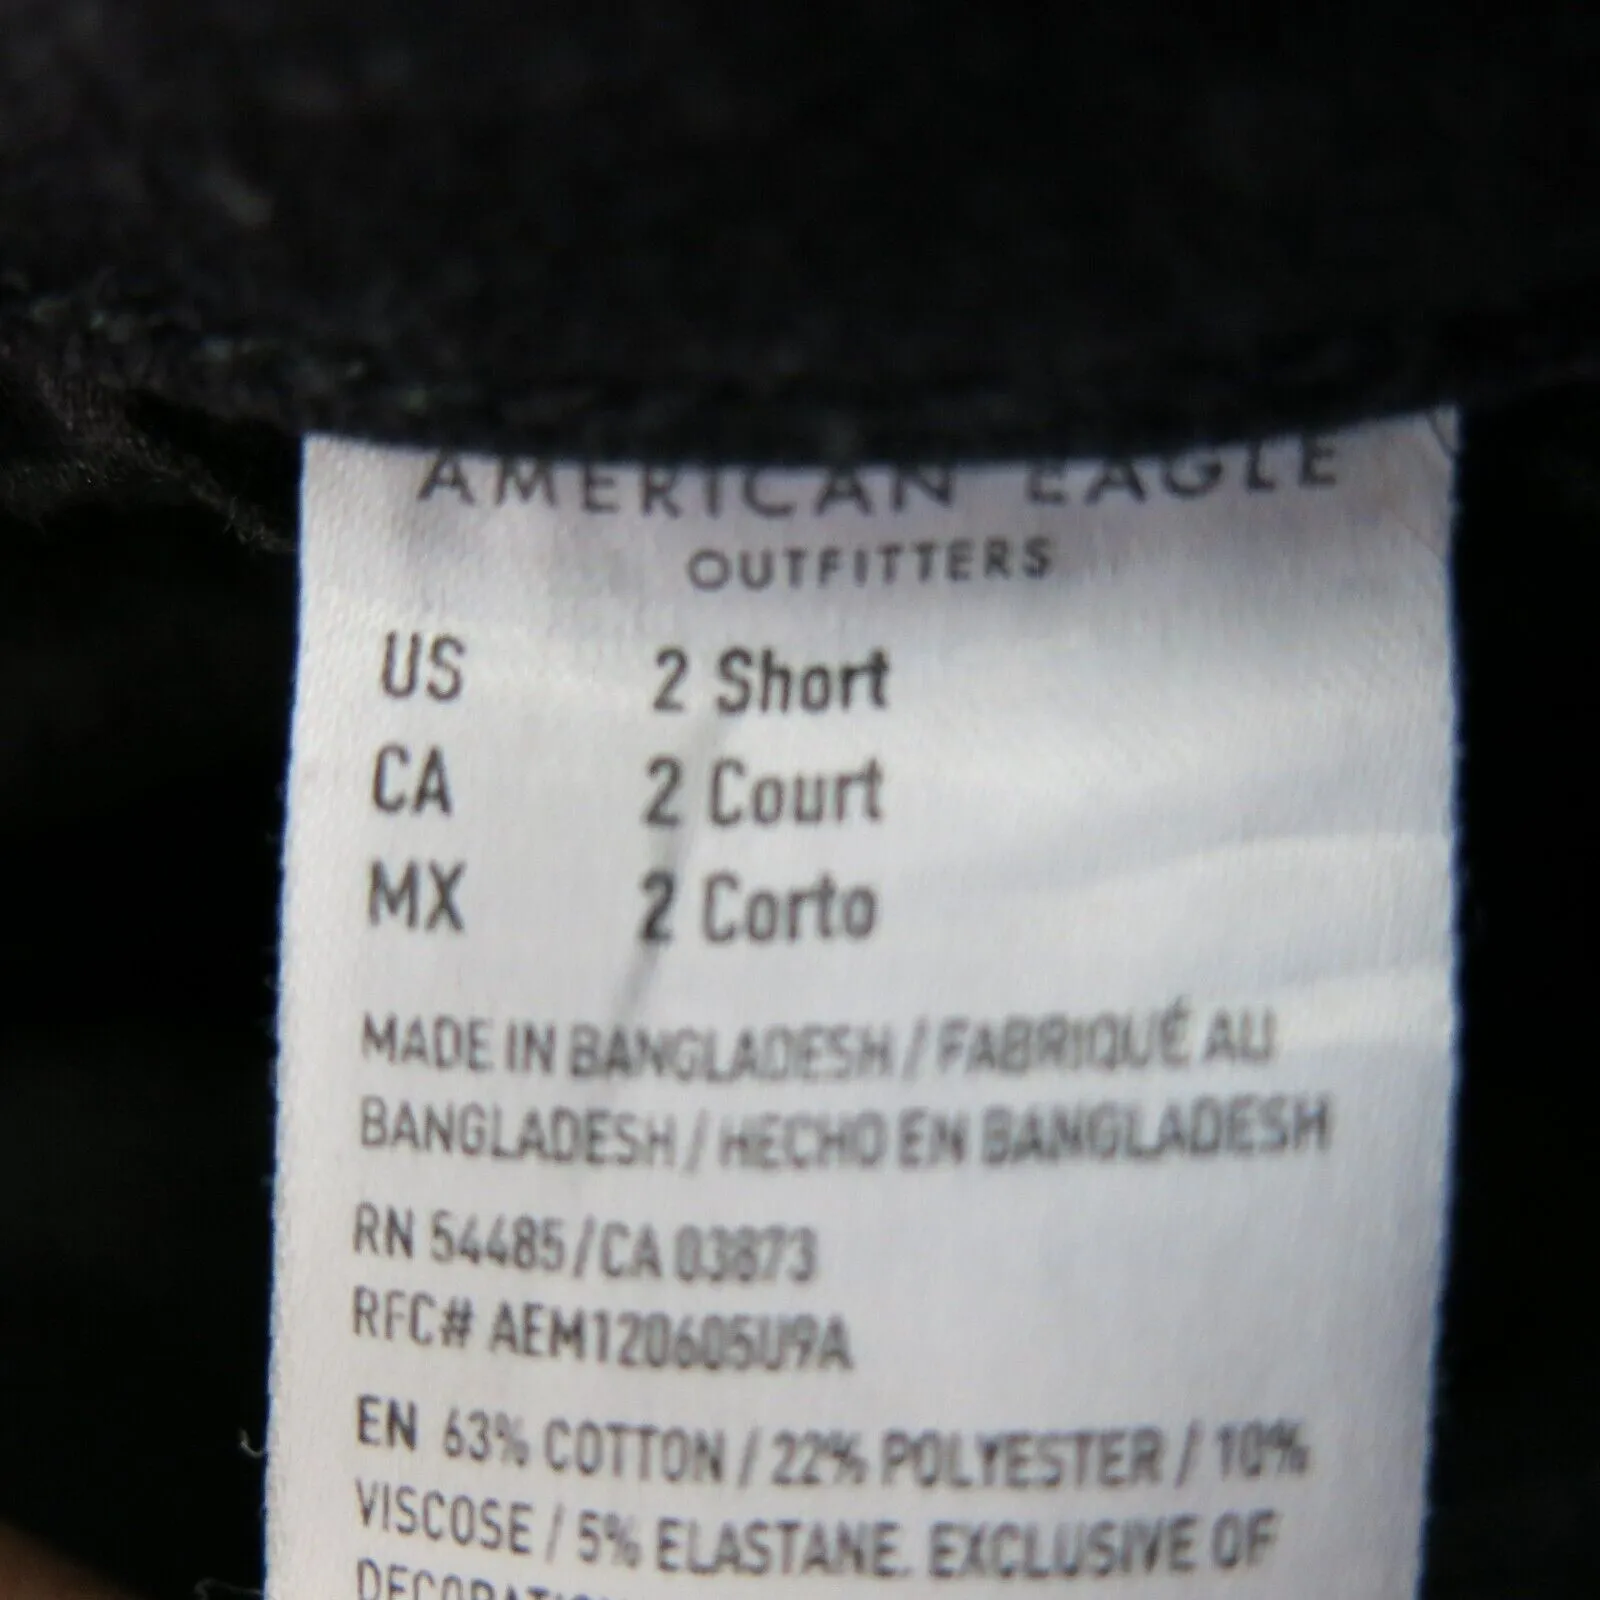 AMERICAN EAGLE
OUTFITTERS
US 2 Short
CA 2 Court
MX 2 Corto
MADE IN BANGLADESH / FABRIQUÉ AU
BANGLADESH / HECHO EN BANGLADESH
RN 54485 / CA 03873
RFC# AEM120605U9A
EN 63% COTTON / 22% POLYESTER / 10%
VISCOSE / 5% ELASTANE. EXCLUSIVE OF